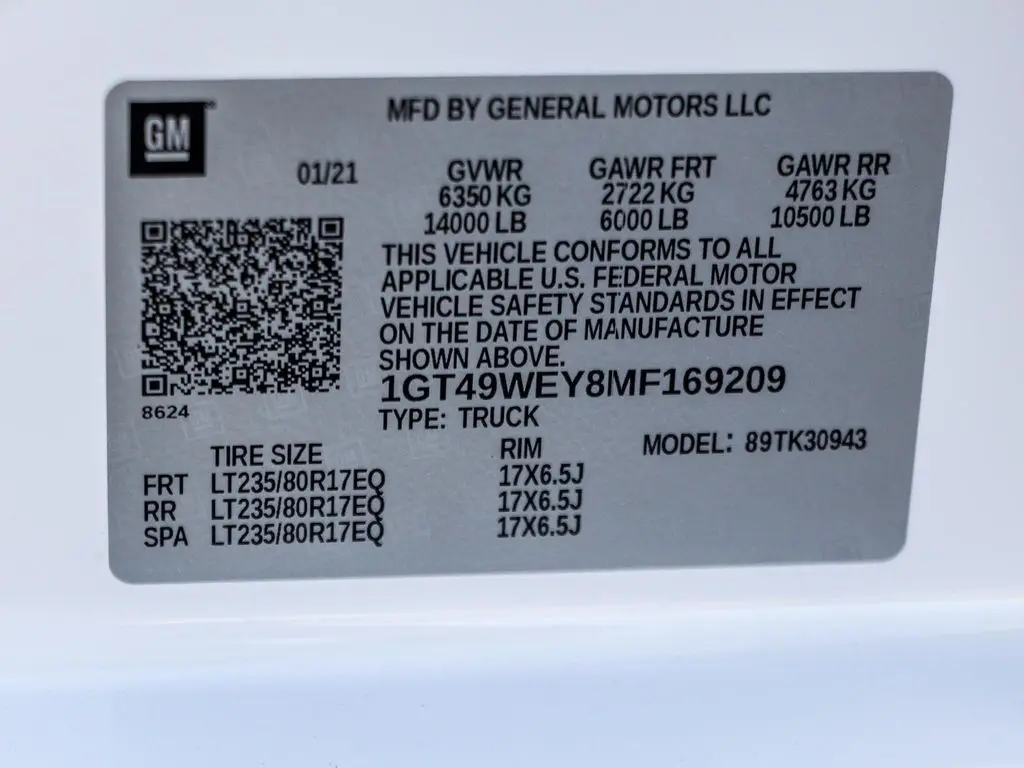 GM
MFD BY GENERAL MOTORS LLC
01/21 GVWR GAWR FRT GAWR RR
6350 KG 2722 KG 4763 KG
14000 LB 6000 LB 10500 LB
THIS VEHICLE CONFORMS TO ALL
APPLICABLE U.S. FEDERAL MOTOR
VEHICLE SAFETY STANDARDS IN EFFECT
ON THE DATE OF MANUFACTURE
SHOWN ABOVE.
1GT49WEY8MF169209
8624
TYPE: TRUCK
TIRE SIZE RIM MODEL: 89TK30943
FRT LT235/80R17EQ 17X6.5J
RR LT235/80R17EQ 17X6.5J
SPA LT235/80R17EQ 17X6.5J